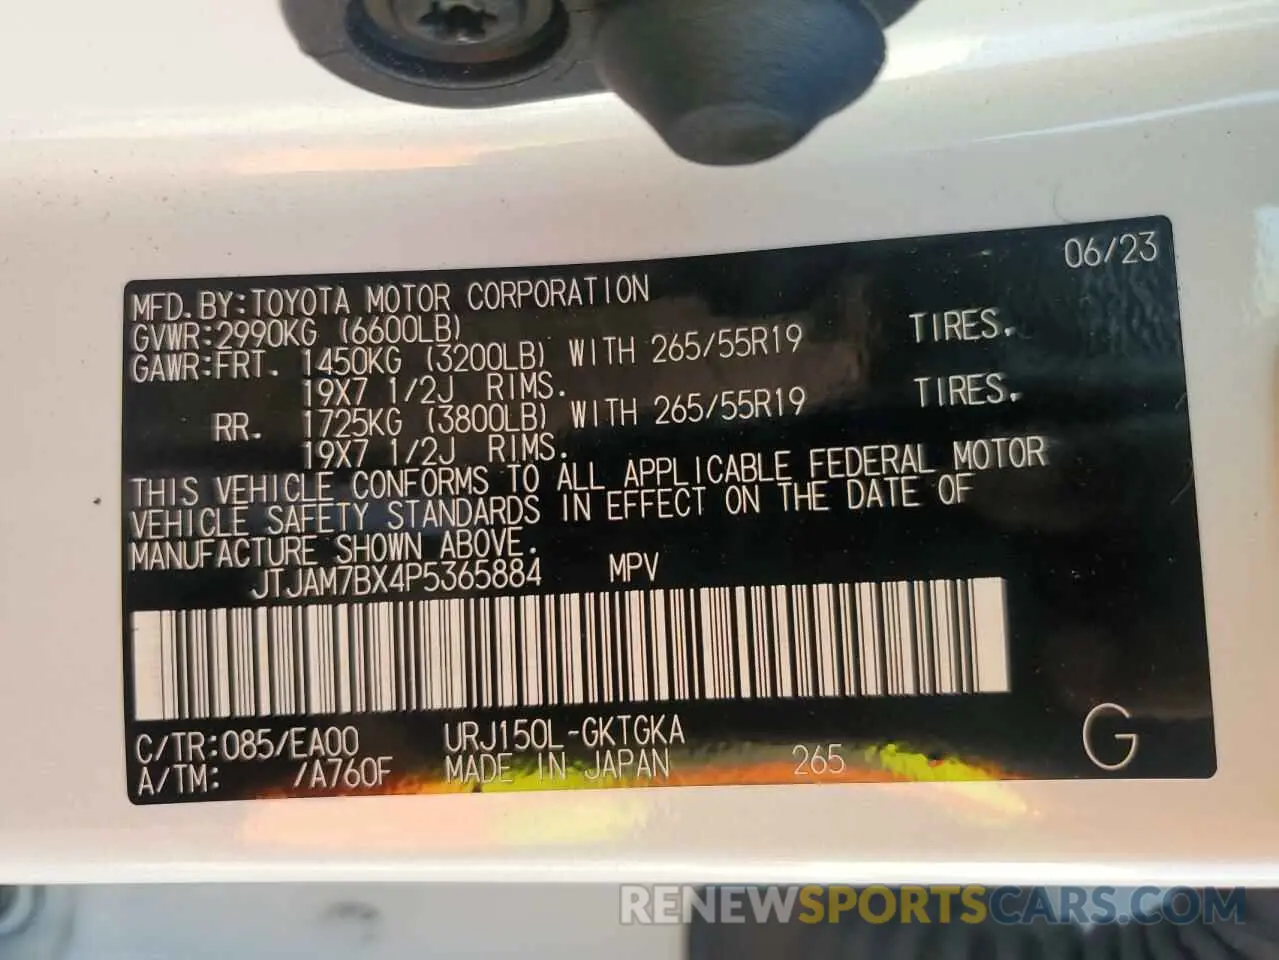 06/23
MFD.BY:TOYOTA MOTOR CORPORATION
GVWR:2990KG (6600LB)
GAWR:FRT. 1450KG (3200LB) WITH 265/55R19 TIRES.
19X7 1/2J RIMS.
RR. 1725KG (3800LB) WITH 265/55R19 TIRES.
19X7 1/2J RIMS.
THIS VEHICLE CONFORMS TO ALL APPLICABLE FEDERAL MOTOR
VEHICLE SAFETY STANDARDS IN EFFECT ON THE DATE OF
MANUFACTURE SHOWN ABOVE.
JTJAM7BX4P5365884 MPV
C/TR:085/EA00 URJ150L-GKTGKA
A/TM: /A760F MADE IN JAPAN 265 G
RENEWSPORTSCARS.COM